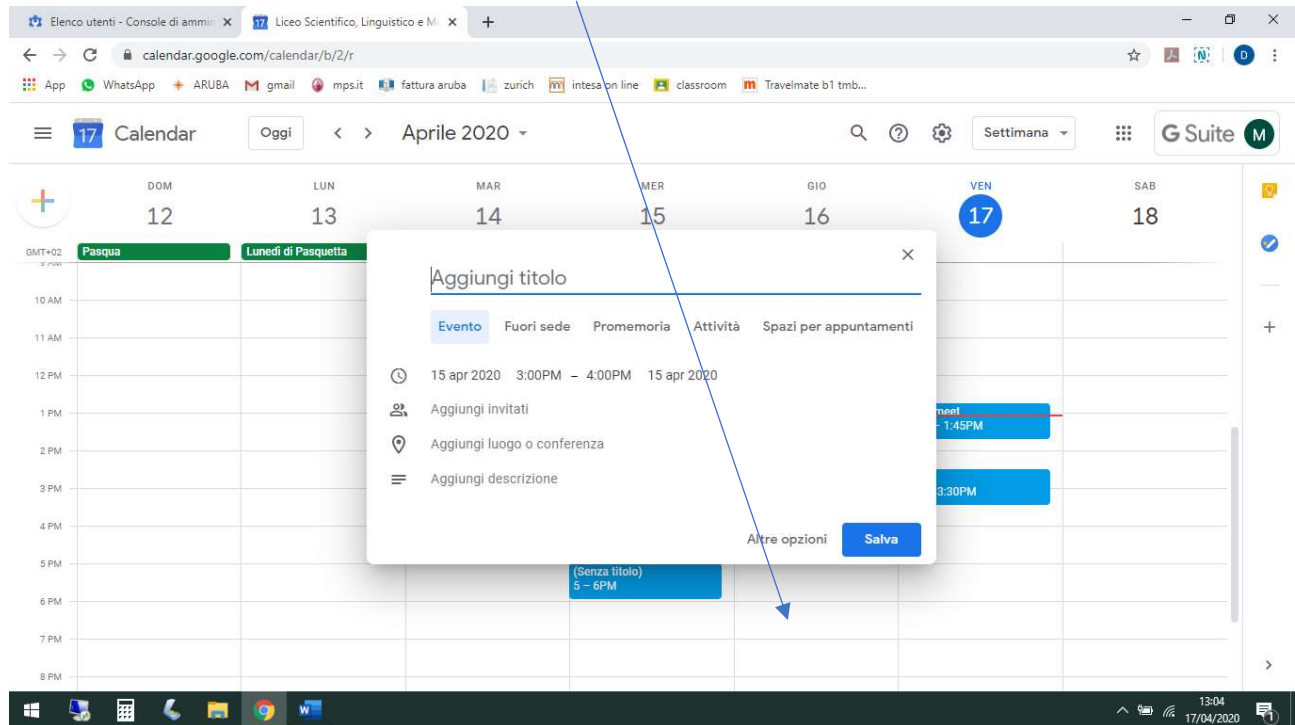 Elenco utenti - Console di ammin
Liceo Scientifico, Linguistico e M
calendar.google.com/calendar/b/2/r
App WhatsApp ARUBA gmail mps.it fattura aruba zurich intesa on line classroom Travelmate b1 tmb...
17 Calendar Oggi Aprile 2020 Settimana G Suite M
DOM LUN MAR MER GIO VEN SAB
12 13 14 15 16 17 18
GMT+02 Pasqua Lunedì di Pasquetta
Aggiungi titolo
10 AM
Evento Fuori sede Promemoria Attività Spazi per appuntamenti
11 AM
12 PM
15 apr 2020 3:00PM – 4:00PM 15 apr 2020
1 PM
Aggiungi invitati
meet
- 1:45PM
2 PM
Aggiungi luogo o conferenza
Aggiungi descrizione
3 PM
3:30PM
4 PM
Altre opzioni Salva
5 PM
(Senza titolo)
5 – 6PM
6 PM
7 PM
8 PM
13:04
17/04/2020